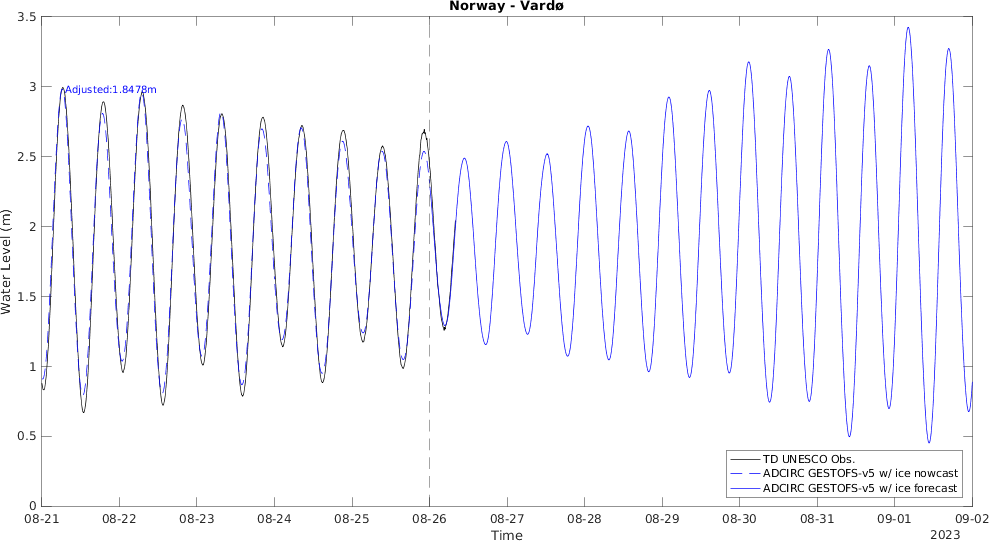 Norway - Vardø
3.5
3
2.5
2
1.5
1
0.5
0
Water Level (m)
Adjusted:1.8478m
TD UNESCO Obs.
ADCIRC GESTOFS-v5 w/ ice nowcast
ADCIRC GESTOFS-v5 w/ ice forecast
08-21 08-22 08-23 08-24 08-25 08-26 08-27 08-28 08-29 08-30 08-31 09-01 09-02
Time
2023